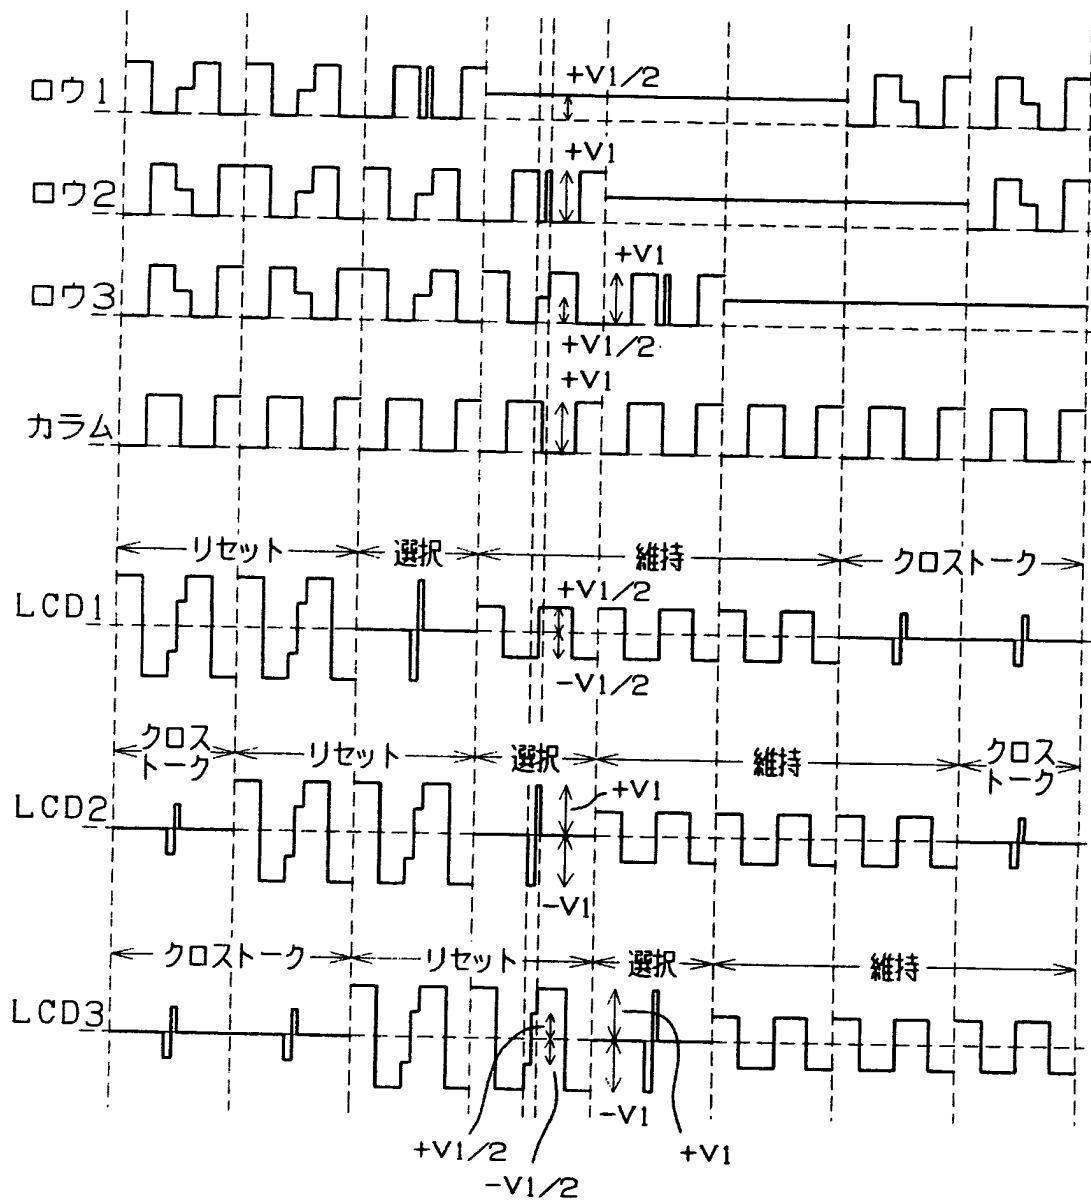 ロウ1
+V1/2
ロウ2
+V1
ロウ3
+V1
+V1/2
カラム
+V1
リセット
選択
維持
クロストーク
LCD1
+V1/2
-V1/2
クロス
トーク
リセット
選択
維持
クロス
トーク
LCD2
+V1
-V1
クロストーク
リセット
選択
維持
LCD3
-V1
+V1/2
-V1/2
+V1